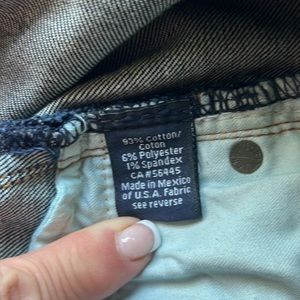 93% Cotton/
Coton
6% Polyester
1% Spandex
CA#56445
Made in Mexico
of U.S.A. Fabric
see reverse